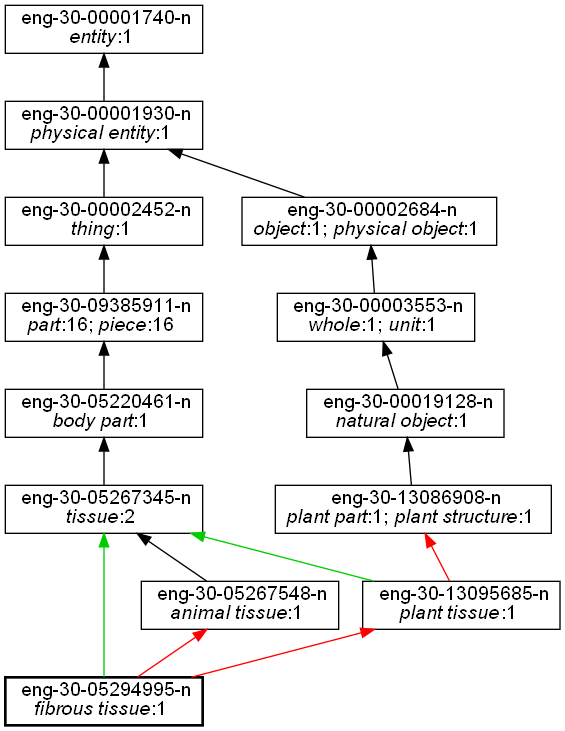 eng-30-00001740-n
entity:1
eng-30-00001930-n
physical entity:1
eng-30-00002452-n
thing:1
eng-30-00002684-n
object:1; physical object:1
eng-30-09385911-n
part:16; piece:16
eng-30-00003553-n
whole:1; unit:1
eng-30-05220461-n
body part:1
eng-30-00019128-n
natural object:1
eng-30-05267345-n
tissue:2
eng-30-13086908-n
plant part:1; plant structure:1
eng-30-05267548-n
animal tissue:1
eng-30-13095685-n
plant tissue:1
eng-30-05294995-n
fibrous tissue:1